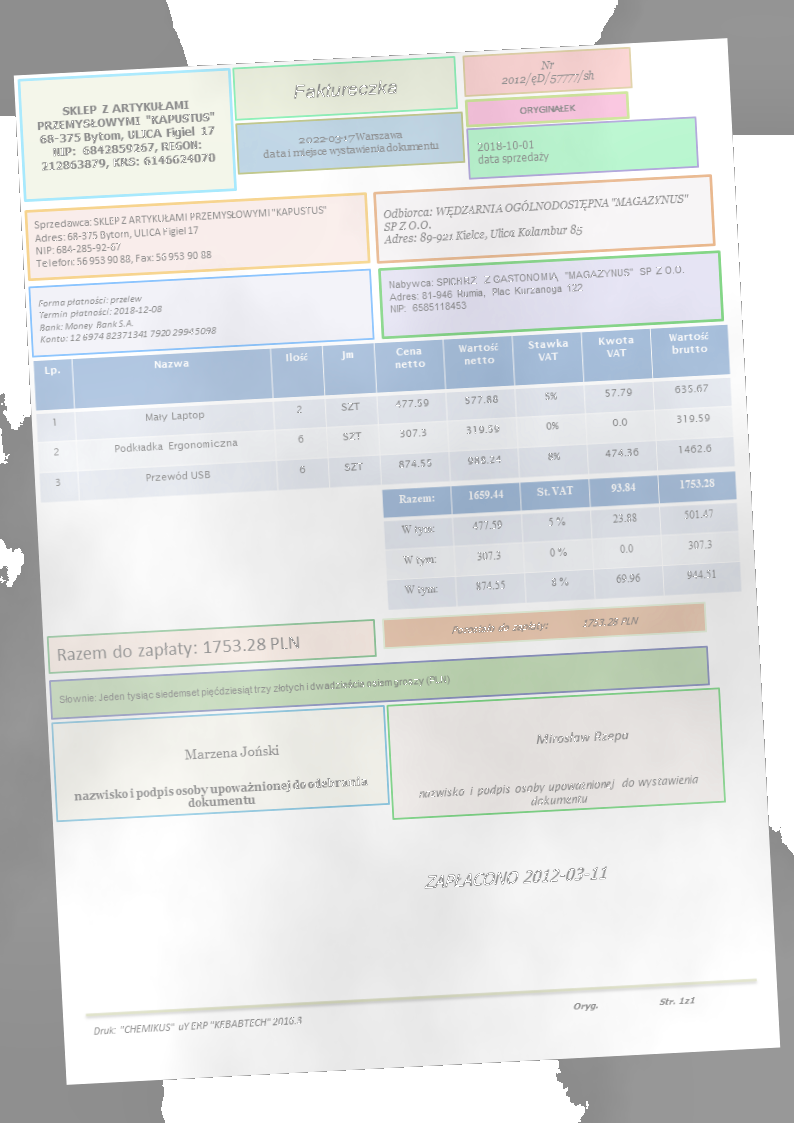 SKLEP Z ARTYKUŁAMI
PRZEMYSŁOWYMI "KAPUSTUS"
68-375 Bytom, ULICA Figiel 17
NIP: 6842859267, REGON:
212863879, KRS: 6146624070
Faktureczka
2022-03-17 Warszawa
data i miejsce wystawienia dokumentu
Nr
2012/ęD/57777/sh
ORYGINAŁEK
2018-10-01
data sprzedaży
Sprzedawca: SKLEP Z ARTYKUŁAMI PRZEMYSŁOWYMI "KAPUSTUS"
Adres: 68-375 Bytom, ULICA Figiel 17
NIP: 684-285-92-67
Telefon: 56 953 90 88, Fax: 56 953 90 88
Odbiorca: WĘDZARNIA OGÓLNODOSTĘPNA "MAGAZYNUS"
SP Z O.O.
Adres: 89-921 Kielce, Ulica Kalambur 85
Forma płatności: przelew
Termin płatności: 2018-12-08
Bank: Money Bank S.A.
Konto: 12 6974 8237 1341 7920 2994 5098
Nabywca: SPICHRZ Z GASTONOMIĄ "MAGAZYNUS" SP Z O.O.
Adres: 81-946 Rumia, Plac Kurzanoga 122
NIP: 6585118453
Lp. Nazwa Ilość Jm Cena netto Wartość netto Stawka VAT Kwota VAT Wartość brutto
1 Mały Laptop 2 SZT 477.59 577.88 5% 57.79 635.67
2 Podkładka Ergonomiczna 6 SZT 307.3 319.59 0% 0.0 319.59
3 Przewód USB 6 SZT 874.55 988.24 8% 474.36 1462.6
Razem: 1659.44 St. VAT 93.84 1753.28
W tym: 477.59 5 % 23.88 501.47
W tym: 307.3 0 % 0.0 307.3
W tym: 874.55 8 % 69.96 944.51
Razem do zapłaty: 1753.28 PLN
Pozostało do zapłaty: 1753.28 PLN
Słownie: Jeden tysiąc siedemset pięćdziesiąt trzy złotych i dwadzieścia osiem groszy (PLN)
Marzena Joński
nazwisko i podpis osoby upoważnionej do odebrania
dokumentu
Mirosław Rzepu
nazwisko i podpis osoby upoważnionej do wystawienia
dokumentu
ZAPŁACONO 2012-03-11
Druk: "CHEMIKUS" uY ERP "KEBABTECH" 2016.3
Oryg.
Str. 1z1